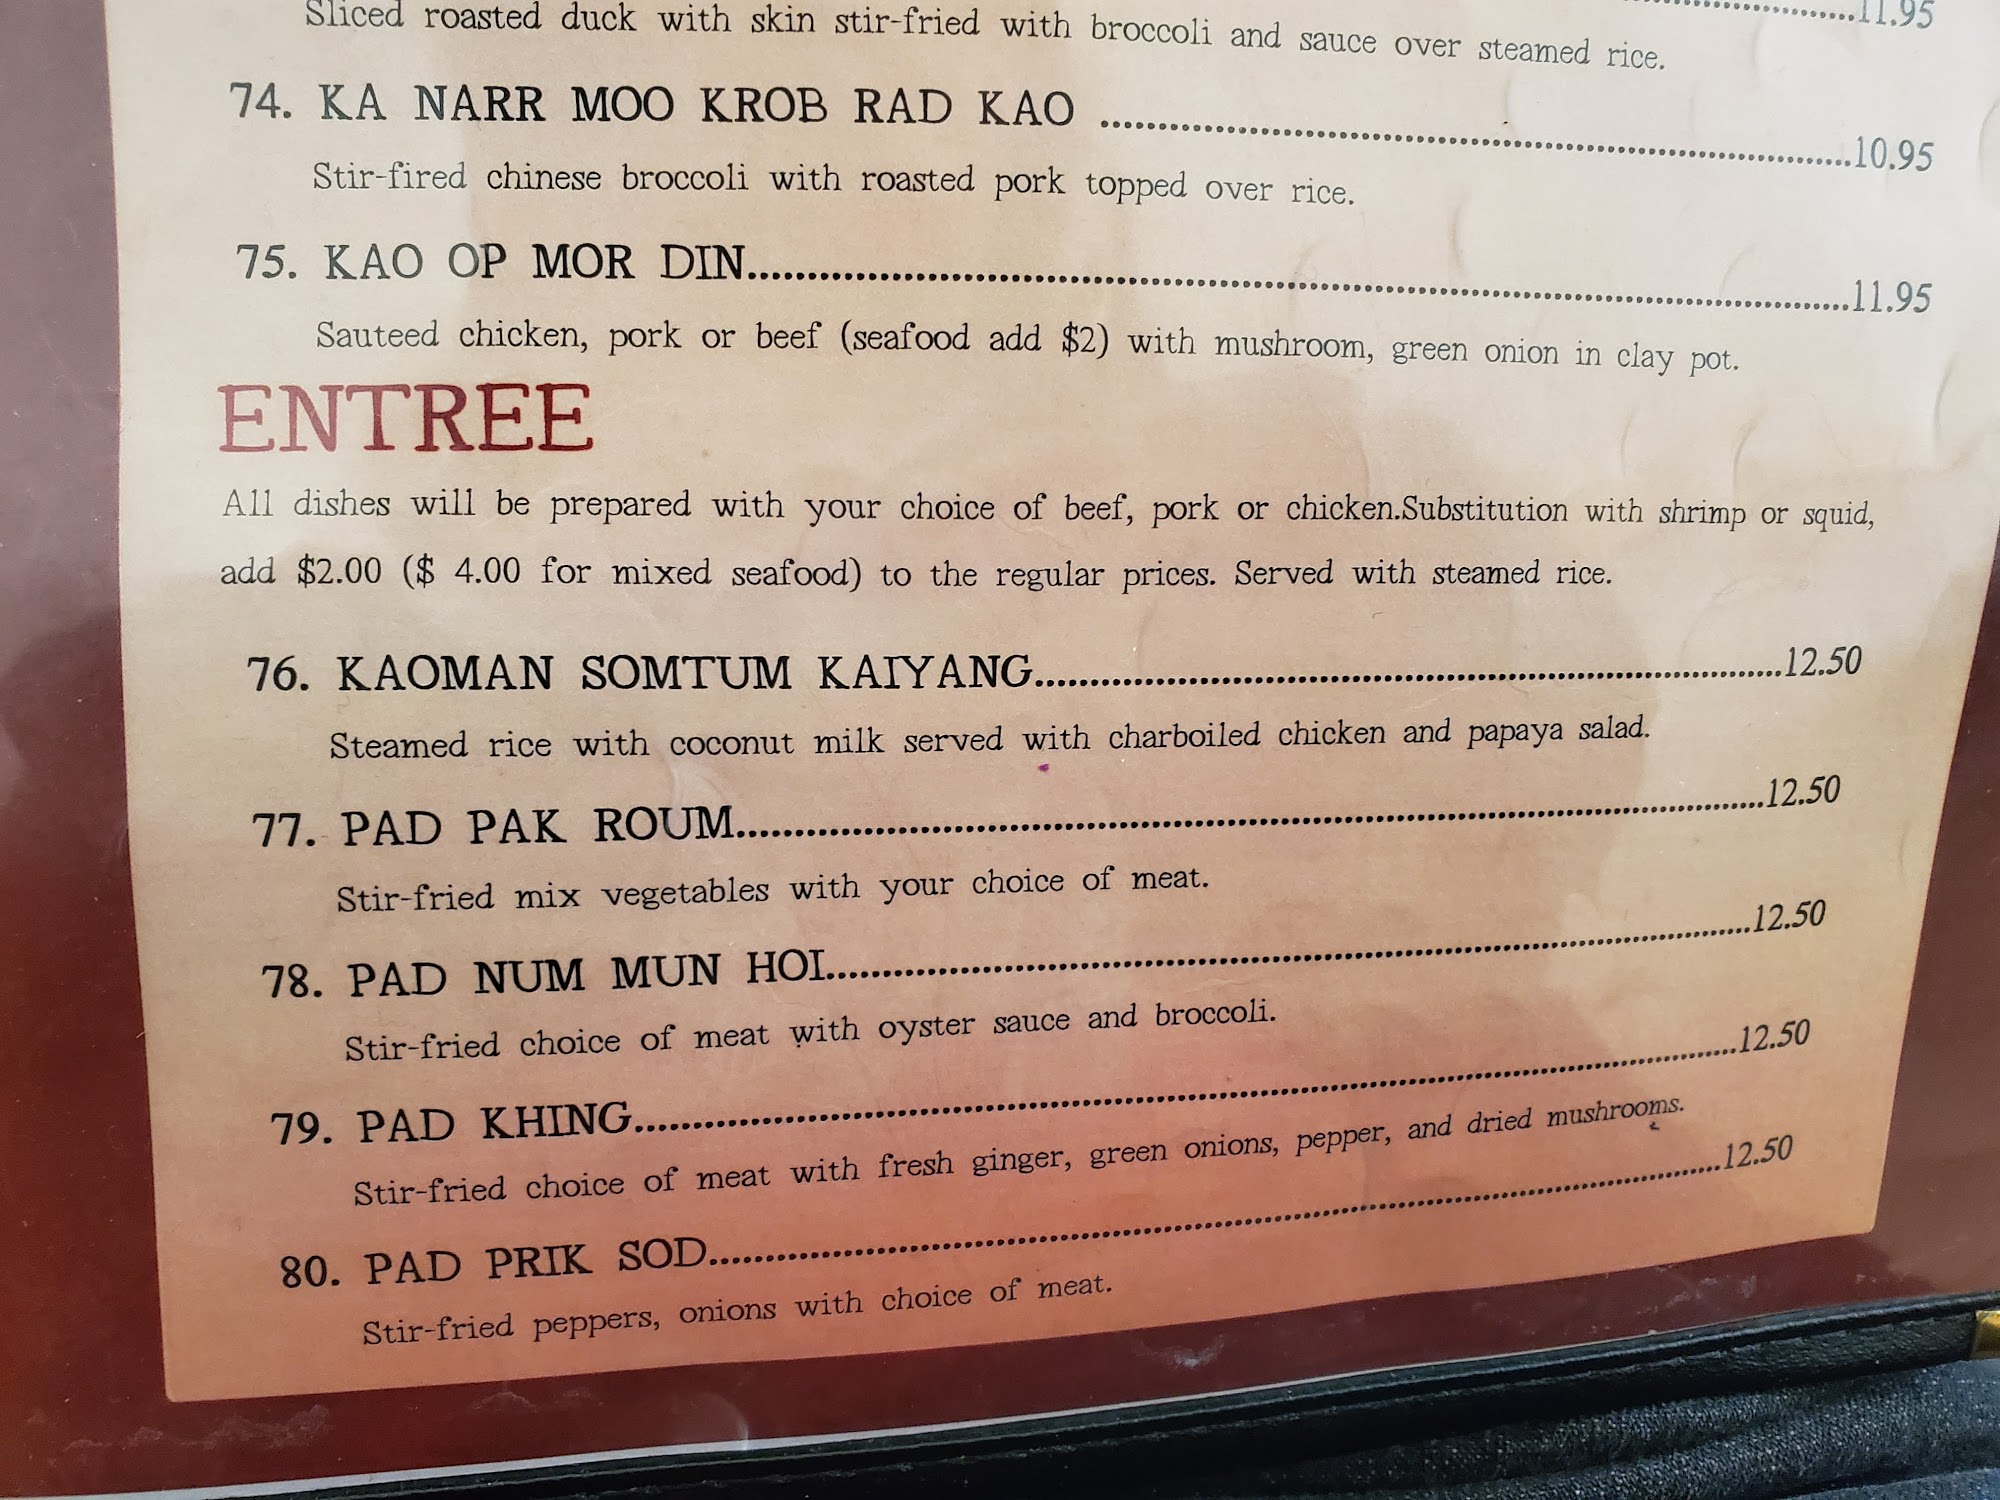 ...........................11.95
Sliced roasted duck with skin stir-fried with broccoli and sauce over steamed rice.
74. KA NARR MOO KROB RAD KAO ..........................................................10.95
Stir-fired chinese broccoli with roasted pork topped over rice.
75. KAO OP MOR DIN..........................................................................................11.95
Sauteed chicken, pork or beef (seafood add $2) with mushroom, green onion in clay pot.
ENTREE
All dishes will be prepared with your choice of beef, pork or chicken.Substitution with shrimp or squid,
add $2.00 ($ 4.00 for mixed seafood) to the regular prices. Served with steamed rice.
76. KAOMAN SOMTUM KAIYANG..........................................................12.50
Steamed rice with coconut milk served with charboiled chicken and papaya salad.
77. PAD PAK ROUM..........................................................................................12.50
Stir-fried mix vegetables with your choice of meat.
78. PAD NUM MUN HOI................................................................................12.50
Stir-fried choice of meat with oyster sauce and broccoli.
79. PAD KHING..................................................................................................12.50
Stir-fried choice of meat with fresh ginger, green onions, pepper, and dried mushrooms.
80. PAD PRIK SOD..........................................................................................12.50
Stir-fried peppers, onions with choice of meat.